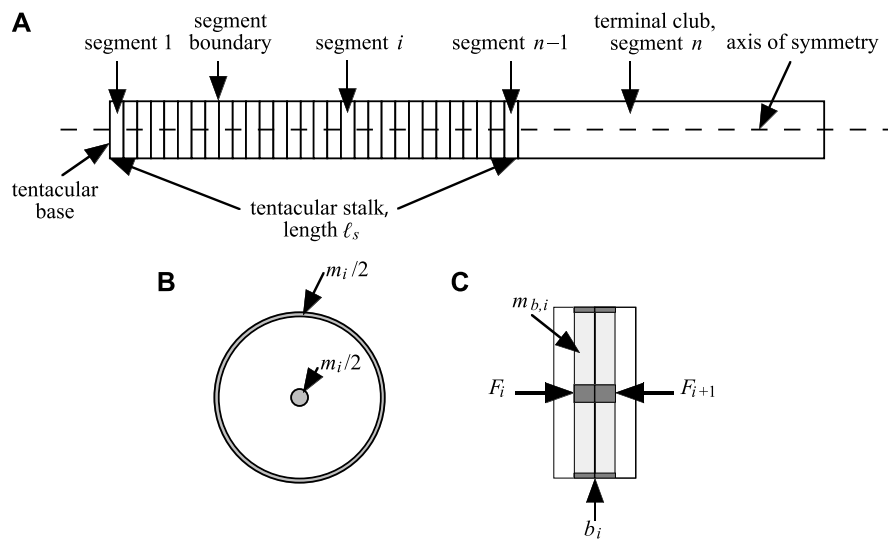 A
segment 1
segment
boundary
segment i
segment n−1
terminal club,
segment n
axis of symmetry
tentacular
base
tentacular stalk,
length ℓs
B
mi/2
mi/2
C
mb,i
Fi
Fi+1
bi